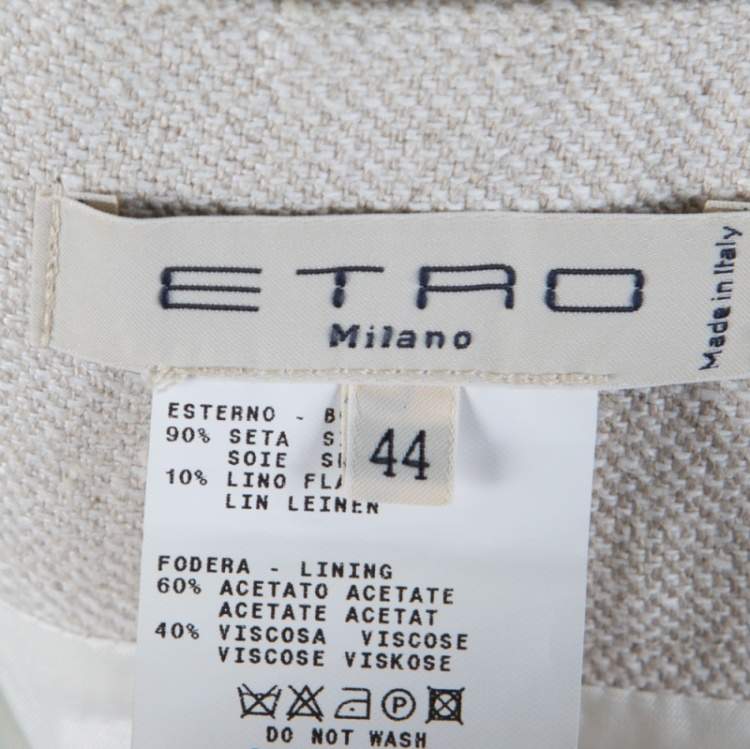 ETRO
Milano
Made in Italy
44
ESTERNO -
90% SETA
SOIE
10% LINO
LIN LEINEN
FODERA - LINING
60% ACETATO ACETATE
ACETATE ACETAT
40% VISCOSA VISCOSE
VISCOSE VISKOSE
P
DO NOT WASH